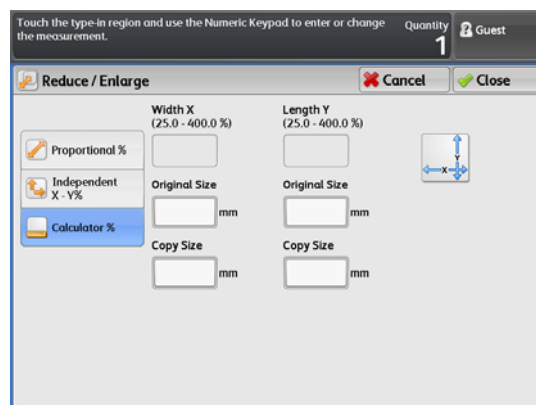 Touch the type-in region and use the Numeric Keypad to enter or change
the measurement.
Quantity
1
Guest
Reduce / Enlarge
Cancel
Close
Width X
(25.0 - 400.0 %)
Length Y
(25.0 - 400.0 %)
Proportional %
Independent
X - Y%
Calculator %
Original Size
mm
Original Size
mm
Copy Size
mm
Copy Size
mm
Y
X